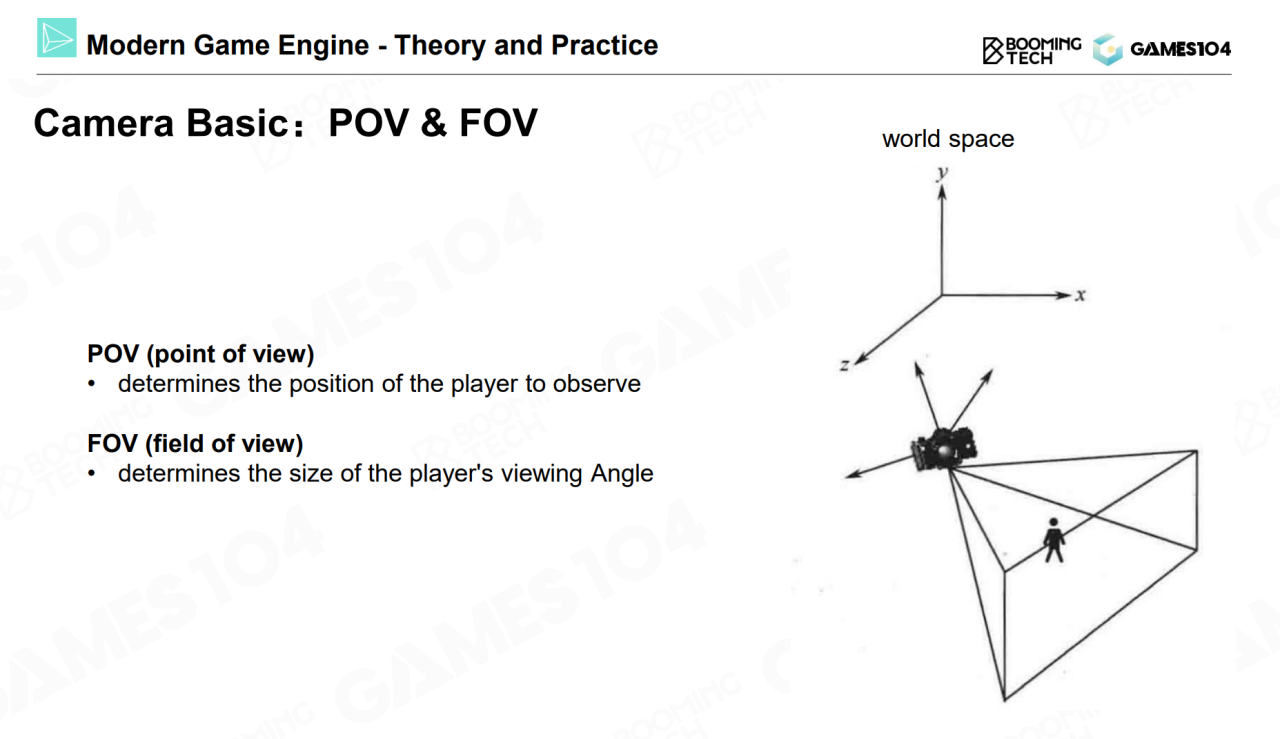 Modern Game Engine - Theory and Practice
BOOMING
TECH
GAMES104
Camera Basic：POV & FOV
world space
y
x
z
POV (point of view)
• determines the position of the player to observe
FOV (field of view)
• determines the size of the player's viewing Angle